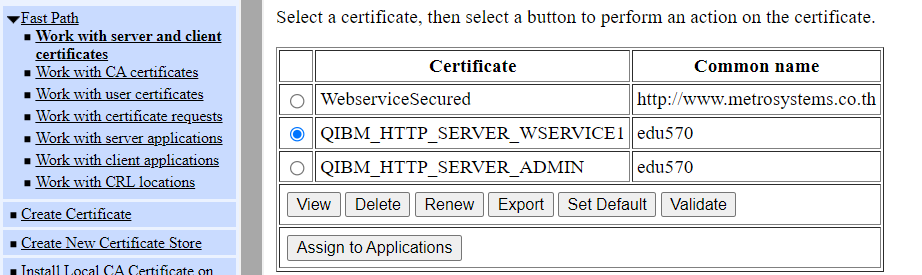 Fast Path
Work with server and client
certificates
Work with CA certificates
Work with user certificates
Work with certificate requests
Work with server applications
Work with client applications
Work with CRL locations
Create Certificate
Create New Certificate Store
Install Local CA Certificate on
Select a certificate, then select a button to perform an action on the certificate.
Certificate Common name
WebserviceSecured http://www.metrosystems.co.th
QIBM_HTTP_SERVER_WSERVICE1 edu570
QIBM_HTTP_SERVER_ADMIN edu570
View Delete Renew Export Set Default Validate
Assign to Applications